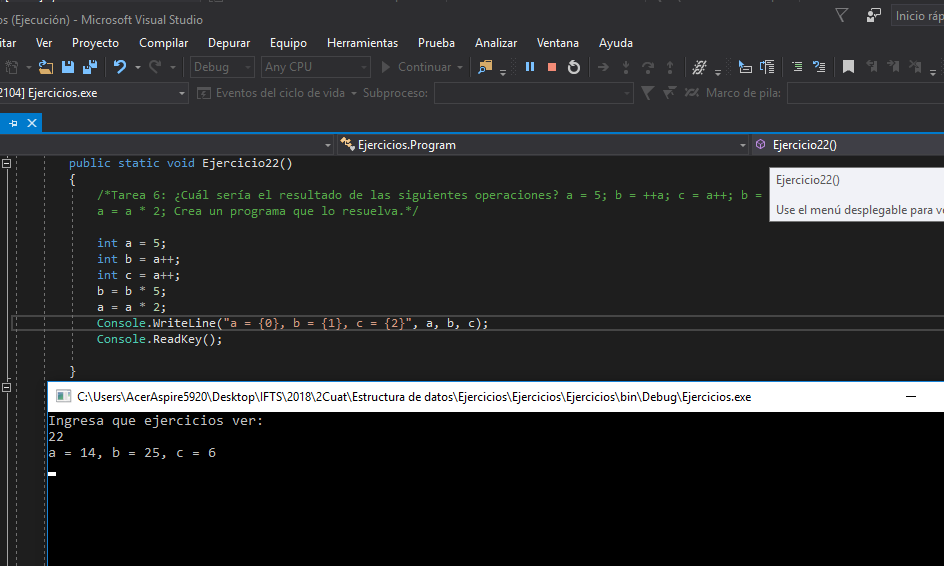 os (Ejecución) - Microsoft Visual Studio
Inicio ráp
itar Ver Proyecto Compilar Depurar Equipo Herramientas Prueba Analizar Ventana Ayuda
Debug Any CPU Continuar
2104] Ejercicios.exe Eventos del ciclo de vida Subproceso: Marco de pila:
Ejercicios.Program Ejercicio22()
public static void Ejercicio22()
{
/*Tarea 6: ¿Cuál sería el resultado de las siguientes operaciones? a = 5; b = ++a; c = a++; b =
a = a * 2; Crea un programa que lo resuelva.*/
Ejercicio22()
Use el menú desplegable para ve
int a = 5;
int b = a++;
int c = a++;
b = b * 5;
a = a * 2;
Console.WriteLine("a = {0}, b = {1}, c = {2}", a, b, c);
Console.ReadKey();
}
C:\Users\AcerAspire5920\Desktop\IFTS\2018\2Cuat\Estructura de datos\Ejercicios\Ejercicios\Ejercicios\bin\Debug\Ejercicios.exe
Ingresa que ejercicios ver:
22
a = 14, b = 25, c = 6